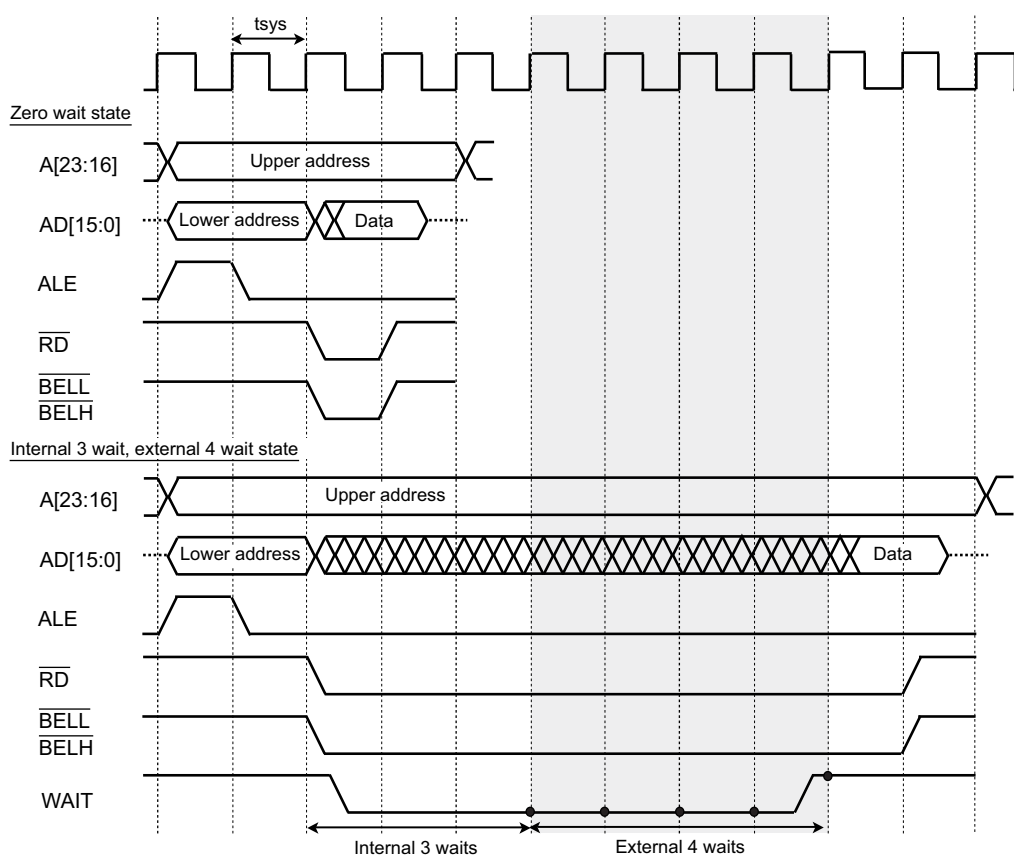 tsys
Zero wait state
A[23:16]
Upper address
AD[15:0]
Lower address
Data
ALE
RD
BELL
BELH
Internal 3 wait, external 4 wait state
A[23:16]
Upper address
AD[15:0]
Lower address
Data
ALE
RD
BELL
BELH
WAIT
Internal 3 waits
External 4 waits